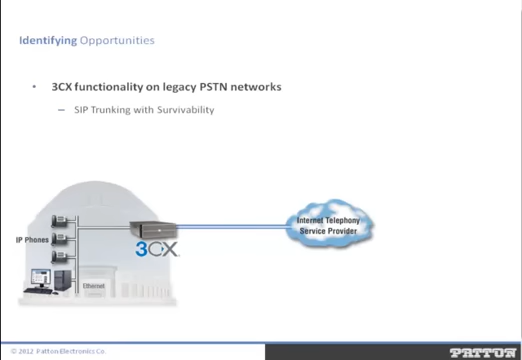 Identifying Opportunities
• 3CX functionality on legacy PSTN networks
– SIP Trunking with Survivability
IP Phones
3CX
Ethernet
Internet Telephony
Service Provider
© 2012 Patton Electronics Co.
PATTON